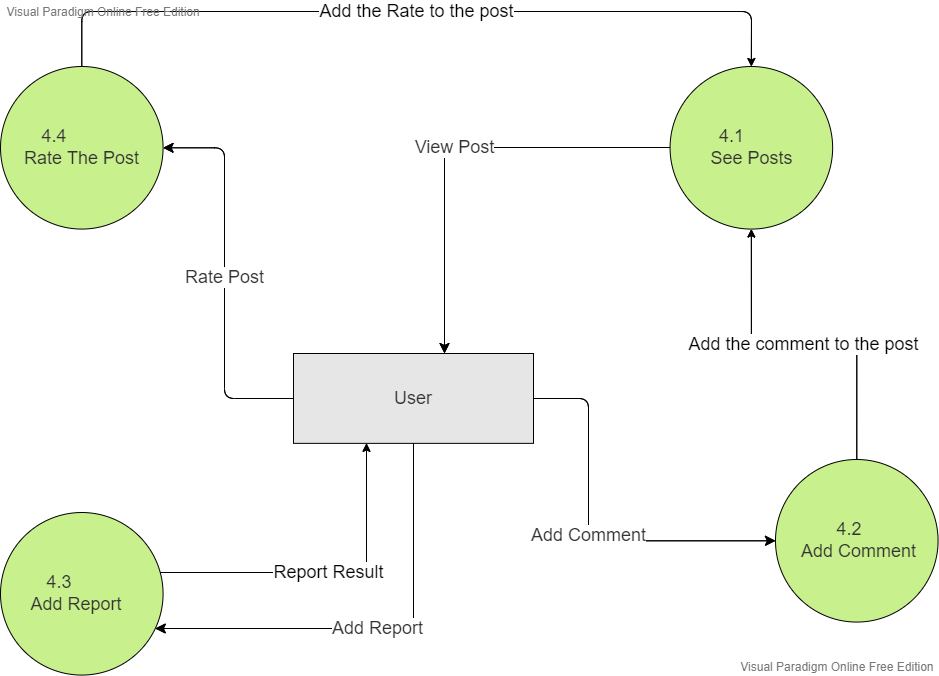 Visual Paradigm Online Free Edition
Add the Rate to the post
4.4
Rate The Post
4.1
See Posts
View Post
Rate Post
Add the comment to the post
User
4.2
Add Comment
Add Comment
4.3
Add Report
Report Result
Add Report
Visual Paradigm Online Free Edition